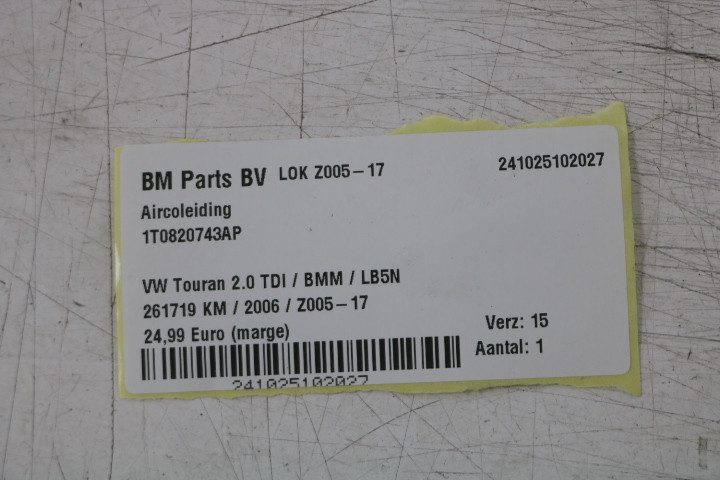 BM Parts BV LOK Z005-17 241025102027
Aircoleiding
1T0820743AP
VW Touran 2.0 TDI / BMM / LB5N
261719 KM / 2006 / Z005-17
24,99 Euro (marge) Verz: 15
Aantal: 1
241025102027